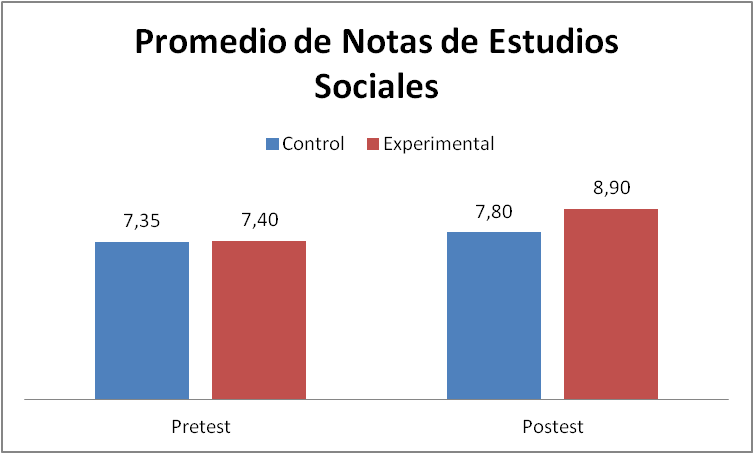 Promedio de Notas de Estudios
Sociales
Control Experimental
7,35 7,40 7,80 8,90
Pretest Postest